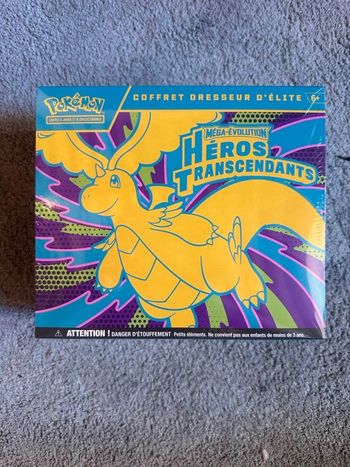 POKÉMON
CARTES À JOUER ET À COLLECTIONNER
COFFRET DRESSEUR D'ÉLITE
6+
MÉGA-ÉVOLUTION
HÉROS
TRANSCENDANTS
ATTENTION ! DANGER D'ÉTOUFFEMENT Petits éléments. Ne convient pas aux enfants de moins de 3 ans.